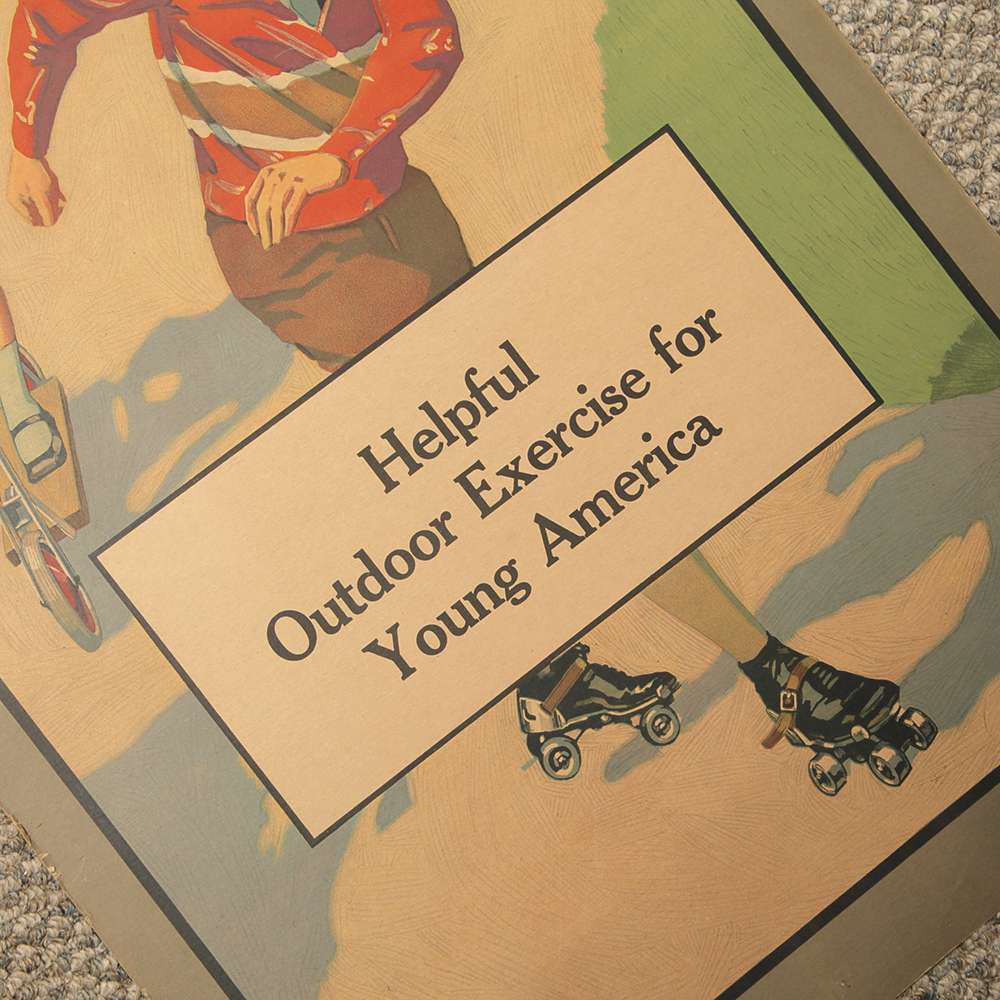 Helpful
Outdoor Exercise for
Young America